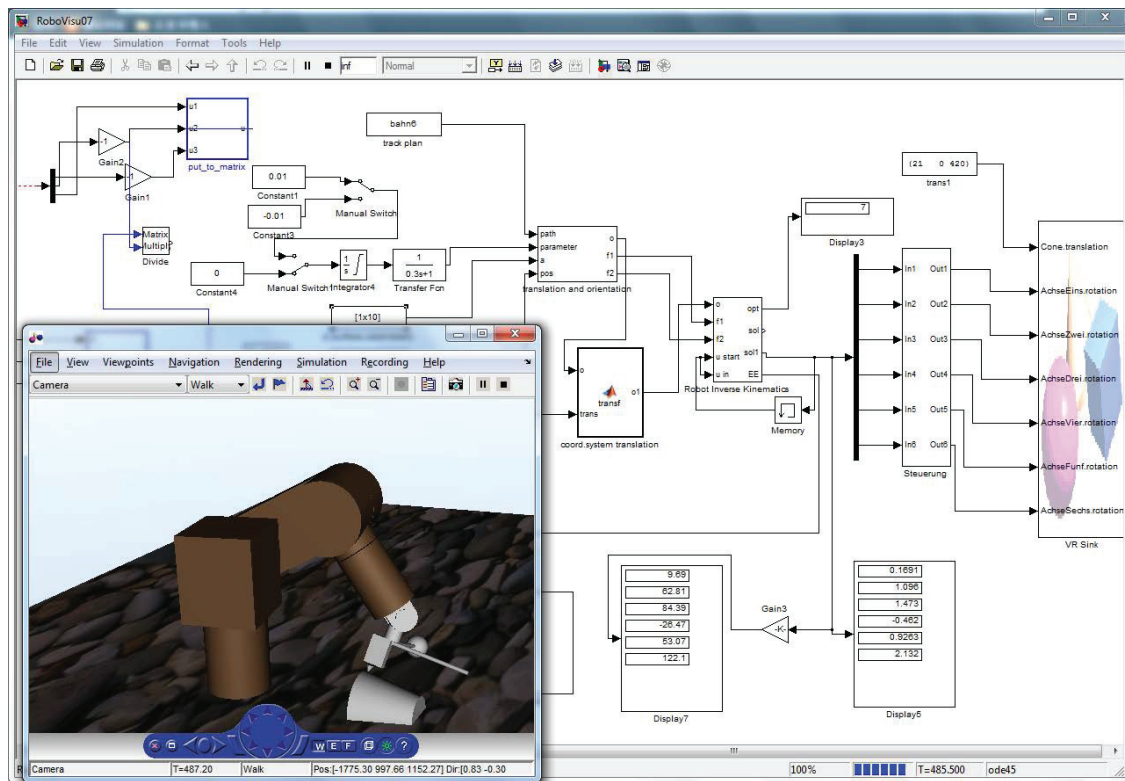 RoboVisu07
File Edit View Simulation Format Tools Help
inf Normal
u1
u2 u
u3
put_to_matrix
-1
Gain2
-1
Gain1
Matrix
Multiply
Divide
bahn6
track plan
0.01
Constant1
-0.01
Constant3
Manual Switch
0
Constant4
Manual Switch
1
s
Integrator4
1
0.3s+1
Transfer Fcn
[1x10]
path o
parameter f1
a f2
pos
translation and orientation
o
transf o1
trans
coord.system translation
o opt
f1 sol
f2 sol1
u start EE
u in
Robot Inverse Kinematics
Memory
7
Display3
(21 0 420)
trans1
In1 Out1
In2 Out2
In3 Out3
In4 Out4
In5 Out5
In6 Out6
Steuerung
Cone.translation
AchseEins.rotation
AchseZwei.rotation
AchseDrei.rotation
AchseVier.rotation
AchseFunf.rotation
AchseSechs.rotation
VR Sink
9.69
62.81
84.39
-26.47
53.07
122.1
Display7
Gain3
-K-
0.1691
1.096
1.473
-0.462
0.9263
2.132
Display5
File View Viewpoints Navigation Rendering Simulation Recording Help
Camera Walk
W E F ?
Camera T=487.20 Walk Pos:[-1775.30 997.66 1152.27] Dir:[0.83 -0.30
100% T=485.500 ode45